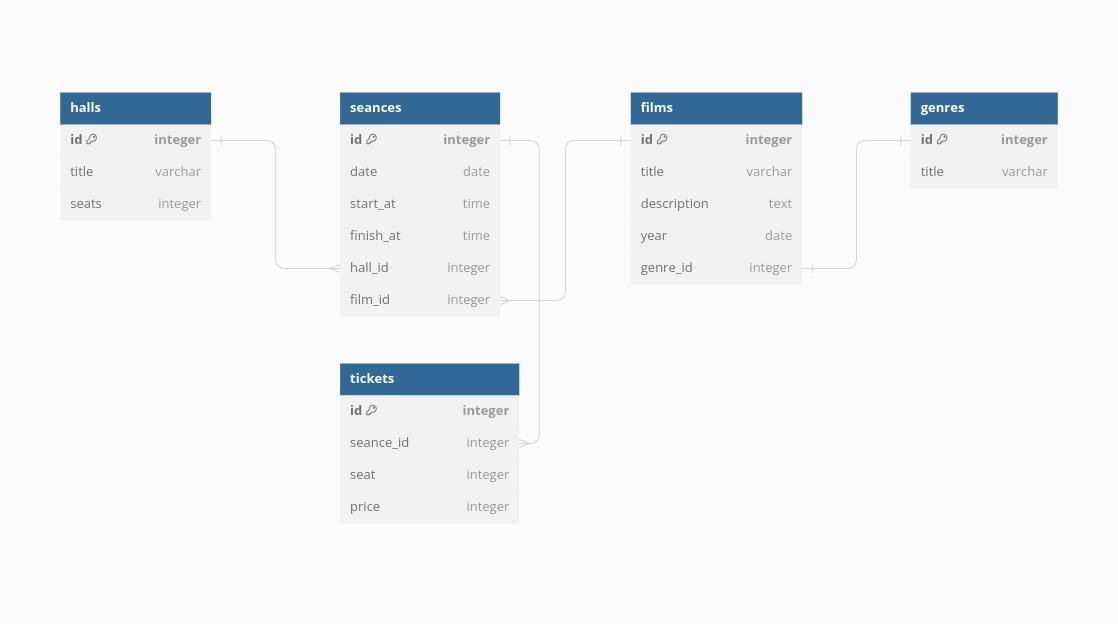 halls
id integer
title varchar
seats integer
seances
id integer
date date
start_at time
finish_at time
hall_id integer
film_id integer
films
id integer
title varchar
description text
year date
genre_id integer
genres
id integer
title varchar
tickets
id integer
seance_id integer
seat integer
price integer